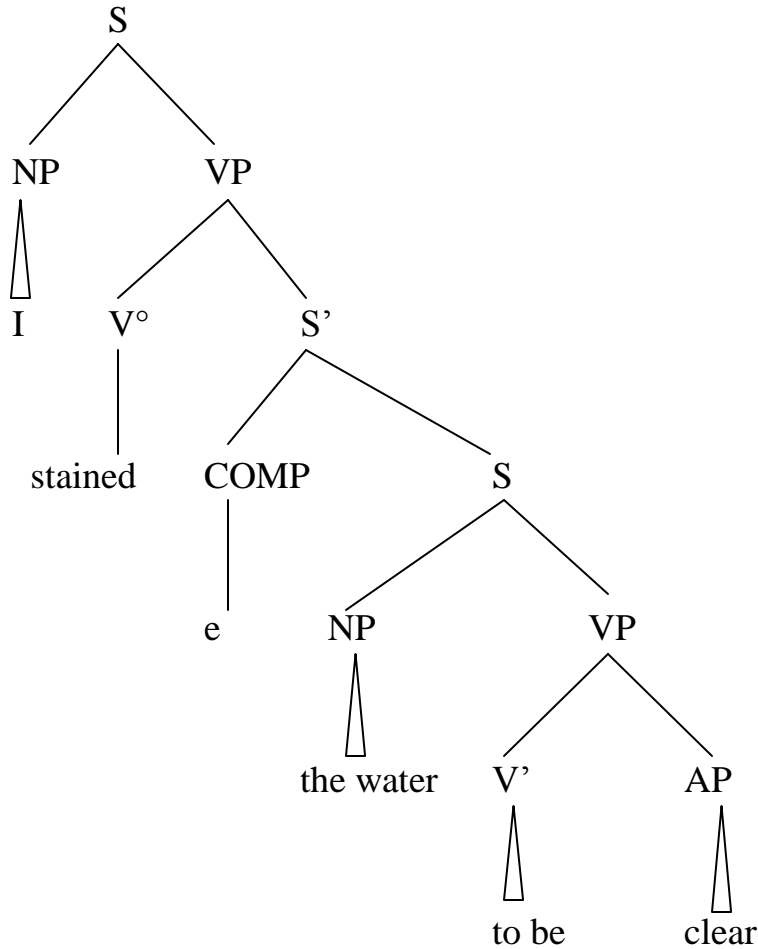 S
NP VP
I V° S’
stained COMP S
e NP VP
the water V’ AP
to be clear